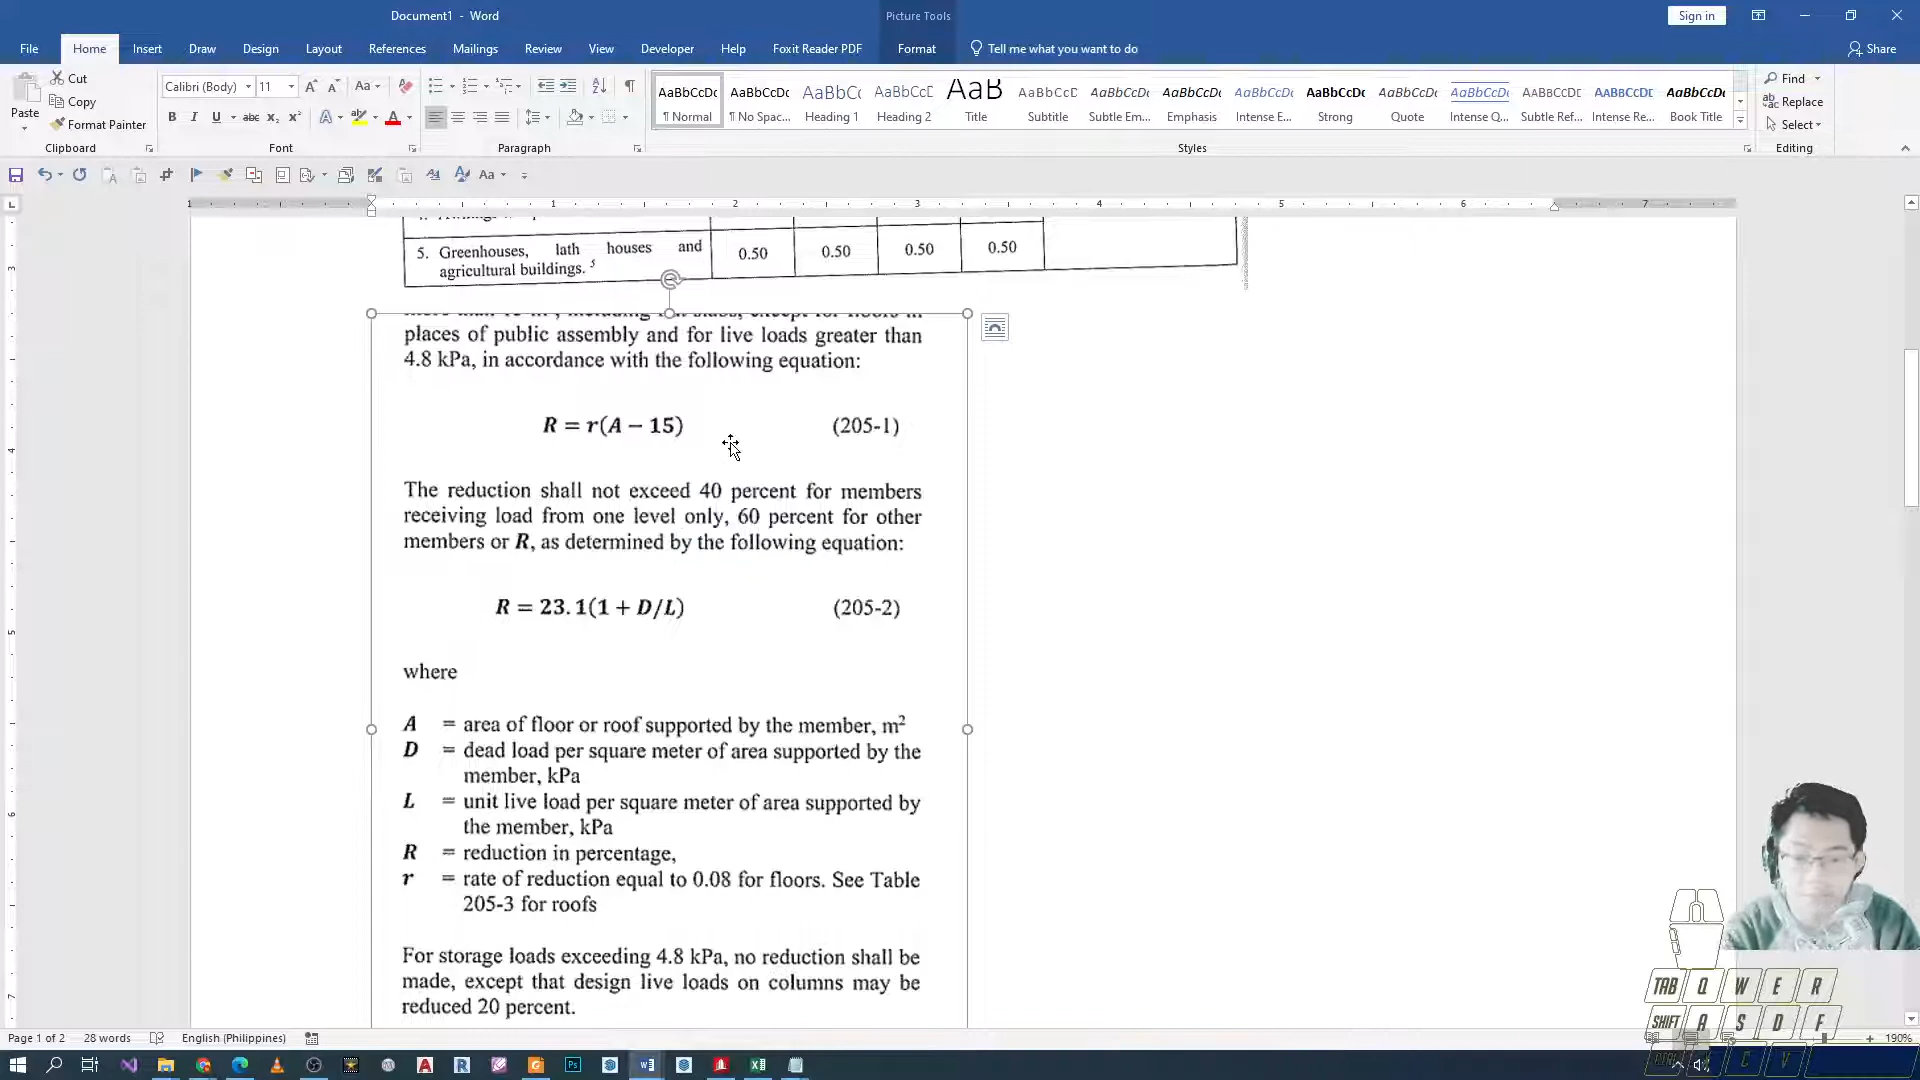 Document1 - Word
Picture Tools
Sign in
File
Home
Insert
Draw
Design
Layout
References
Mailings
Review
View
Developer
Help
Foxit Reader PDF
Format
Tell me what you want to do
Share
Paste
Cut
Copy
Format Painter
Clipboard
Calibri (Body)
11
Font
Paragraph
AaBbCcDc
¶ Normal
AaBbCcDc
¶ No Spac...
AaBbCc
Heading 1
AaBbCcD
Heading 2
AaB
Title
AaBbCcD
Subtitle
AaBbCcDc
Subtle Em...
AaBbCcDc
Emphasis
AaBbCcDc
Intense E...
AaBbCcDc
Strong
AaBbCcDc
Quote
AaBbCcDc
Intense Q...
AaBbCcDc
Subtle Ref...
AaBbCcDc
Intense Re...
AaBbCcDc
Book Title
Styles
Find
Replace
Select
Editing
5. Greenhouses, lath houses and
agricultural buildings. 5
0.50 0.50 0.50 0.50
places of public assembly and for live loads greater than
4.8 kPa, in accordance with the following equation:
R = r(A − 15) (205-1)
The reduction shall not exceed 40 percent for members
receiving load from one level only, 60 percent for other
members or R, as determined by the following equation:
R = 23.1(1 + D/L) (205-2)
where
A = area of floor or roof supported by the member, m²
D = dead load per square meter of area supported by the
member, kPa
L = unit live load per square meter of area supported by
the member, kPa
R = reduction in percentage,
r = rate of reduction equal to 0.08 for floors. See Table
205-3 for roofs
For storage loads exceeding 4.8 kPa, no reduction shall be
made, except that design live loads on columns may be
reduced 20 percent.
TAB Q W E R
SHIFT A S D F
C V
Page 1 of 2
28 words
English (Philippines)
190%